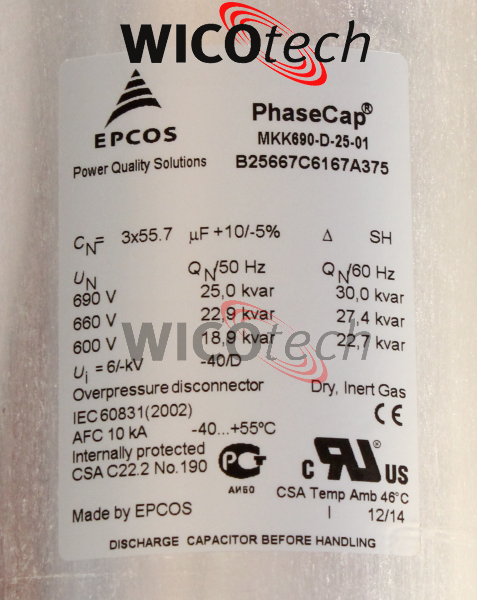 WICOtech
EPCOS
Power Quality Solutions
PhaseCap®
MKK690-D-25-01
B25667C6167A375
CN= 3x55.7 µF +10/-5% Δ SH
UN QN/50 Hz QN/60 Hz
690 V 25,0 kvar 30,0 kvar
660 V 22,9 kvar 27,4 kvar
600 V 18,9 kvar 22,7 kvar
WICOtech
Ui = 6/-kV -40/D
Overpressure disconnector Dry, Inert Gas
IEC 60831(2002)
AFC 10 kA -40...+55°C CE
Internally protected
CSA C22.2 No.190
АИ50
c RU US
CSA Temp Amb 46°C
Made by EPCOS I 12/14
DISCHARGE CAPACITOR BEFORE HANDLING